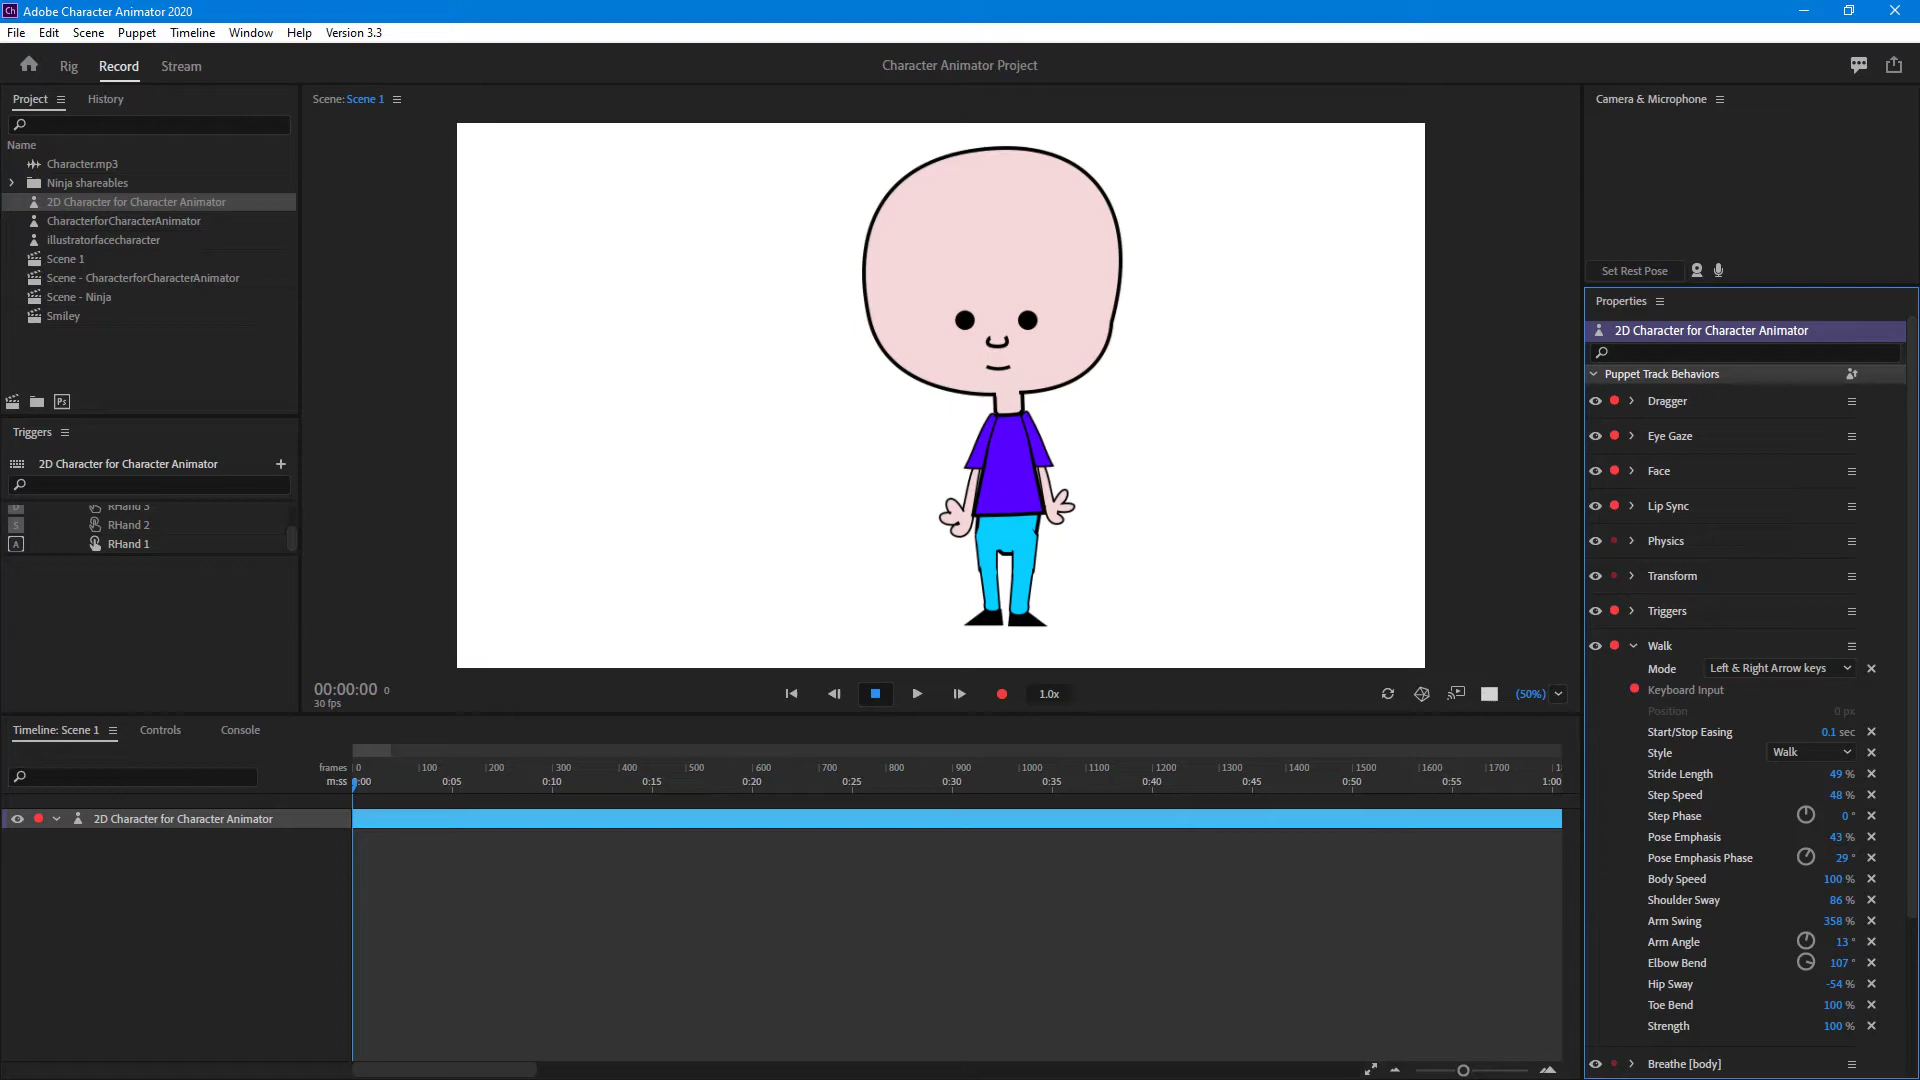 Ch Adobe Character Animator 2020
File Edit Scene Puppet Timeline Window Help Version 3.3
Rig Record Stream
Character Animator Project
Project History
Name
Character.mp3
Ninja shareables
2D Character for Character Animator
CharacterforCharacterAnimator
illustratorfacecharacter
Scene 1
Scene - CharacterforCharacterAnimator
Scene - Ninja
Smiley
Ps
Triggers
2D Character for Character Animator
D RHand 3
S RHand 2
A RHand 1
Scene: Scene 1
00:00:00 0
30 fps
1.0x
(50%)
Camera & Microphone
Set Rest Pose
Properties
2D Character for Character Animator
Puppet Track Behaviors
Dragger
Eye Gaze
Face
Lip Sync
Physics
Transform
Triggers
Walk
Mode Left & Right Arrow keys
Keyboard Input
Position 0 px
Start/Stop Easing 0.1 sec
Style Walk
Stride Length 49 %
Step Speed 48 %
Step Phase 0 °
Pose Emphasis 43 %
Pose Emphasis Phase 29 °
Body Speed 100 %
Shoulder Sway 86 %
Arm Swing 358 %
Arm Angle 13 °
Elbow Bend 107 °
Hip Sway -54 %
Toe Bend 100 %
Strength 100 %
Breathe [body]
Timeline: Scene 1 Controls Console
frames 0 100 200 300 400 500 600 700 800 900 1000 1100 1200 1300 1400 1500 1600 1700
m:ss 0:00 0:05 0:10 0:15 0:20 0:25 0:30 0:35 0:40 0:45 0:50 0:55 1:00
2D Character for Character Animator